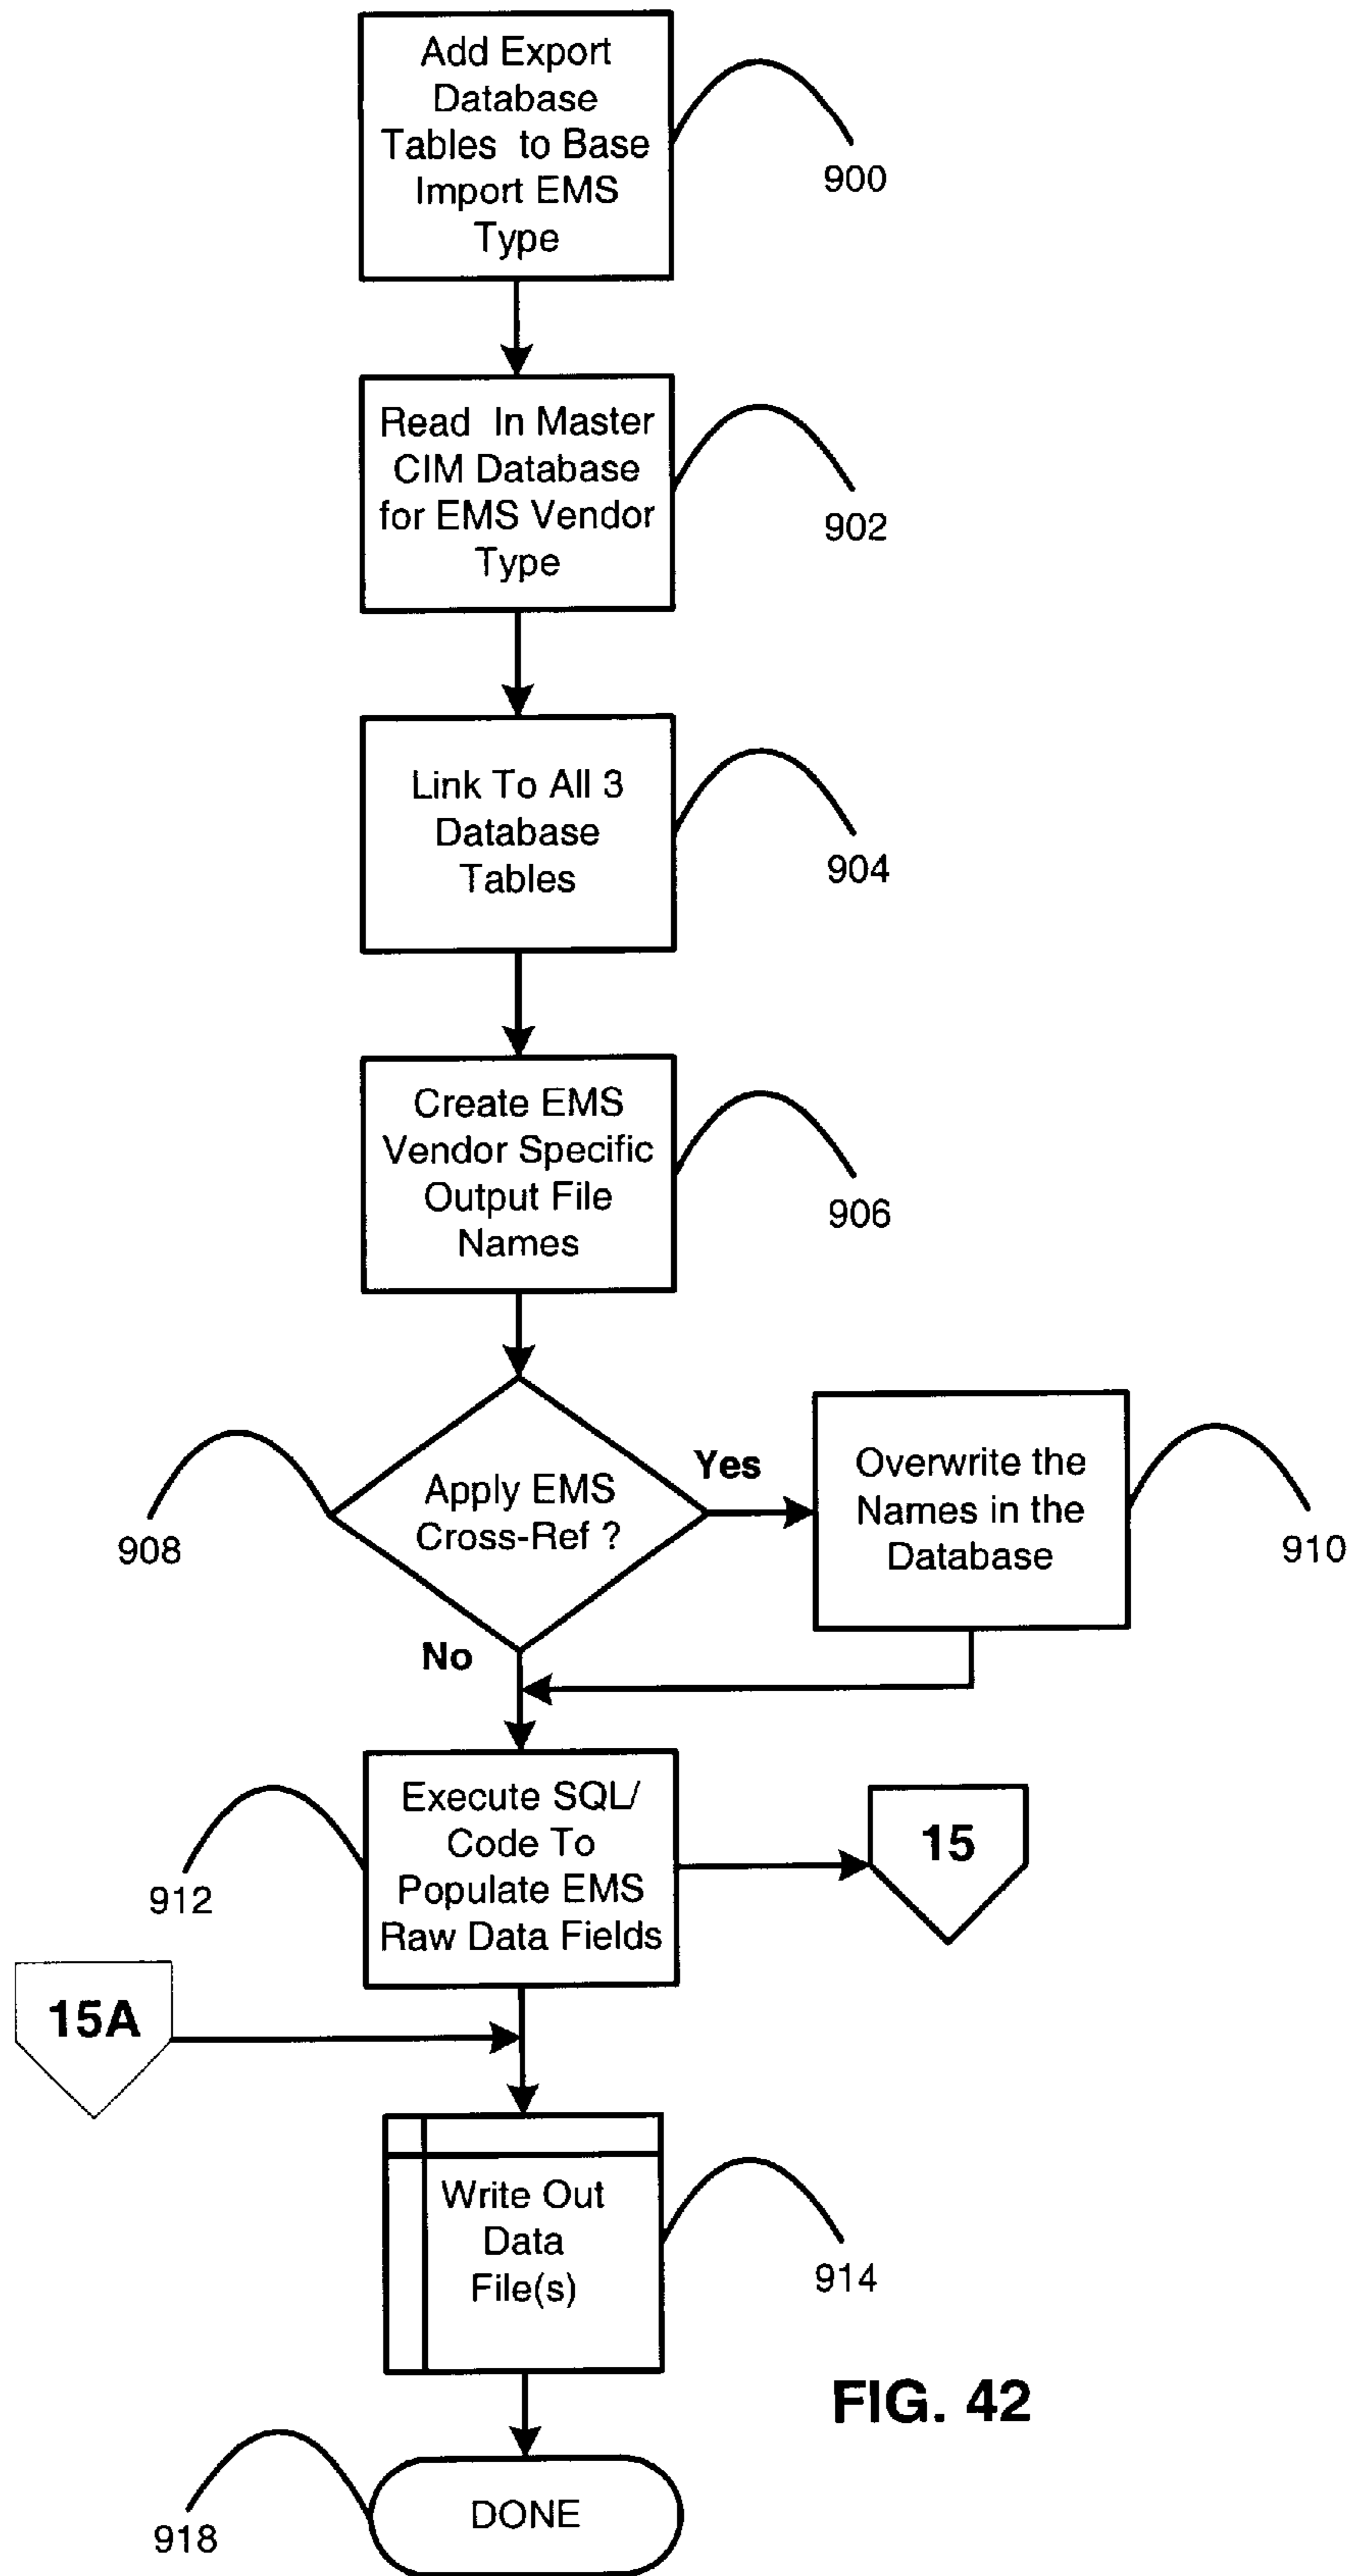 Add Export
Database
Tables to Base
Import EMS
Type
900
Read In Master
CIM Database
for EMS Vendor
Type
902
Link To All 3
Database
Tables
904
Create EMS
Vendor Specific
Output File
Names
906
Apply EMS
Cross-Ref ?
908
Yes
Overwrite the
Names in the
Database
910
No
Execute SQL/
Code To
Populate EMS
Raw Data Fields
912
15
15A
Write Out
Data
File(s)
914
FIG. 42
DONE
918